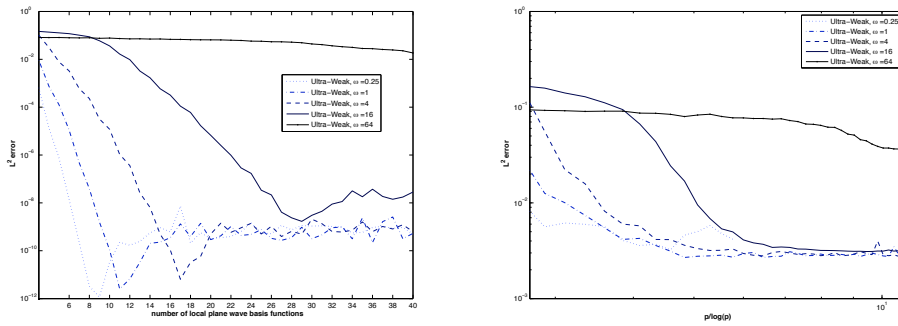 10^0
10^-2
10^-4
10^-6
10^-8
10^-10
10^-12
L^2 error
6 8 10 12 14 16 18 20 22 24 26 28 30 32 34 36 38 40
number of local plane wave basis functions
Ultra−Weak, ω =0.25
Ultra−Weak, ω =1
Ultra−Weak, ω =4
Ultra−Weak, ω =16
Ultra−Weak, ω =64
10^0
10^-1
10^-2
10^-3
L^2 error
10^1
p/log(p)
Ultra−Weak, ω =0.25
Ultra−Weak, ω =1
Ultra−Weak, ω =4
Ultra−Weak, ω =16
Ultra−Weak, ω =64